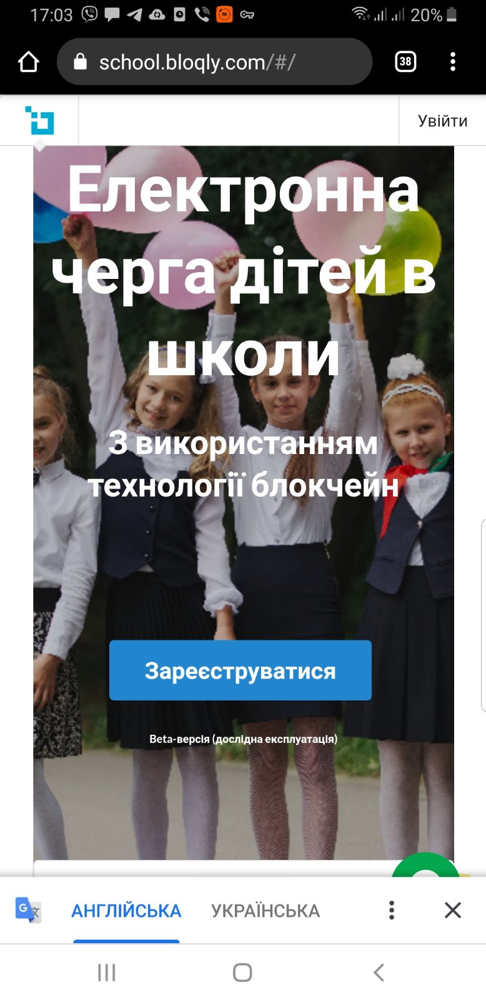 17:03
20%
school.bloqly.com/#/
38
Увійти
Електронна
черга дітей в
школи
З використанням
технології блокчейн
Зареєструватися
Beta-версія (дослідна експлуатація)
АНГЛІЙСЬКА УКРАЇНСЬКА